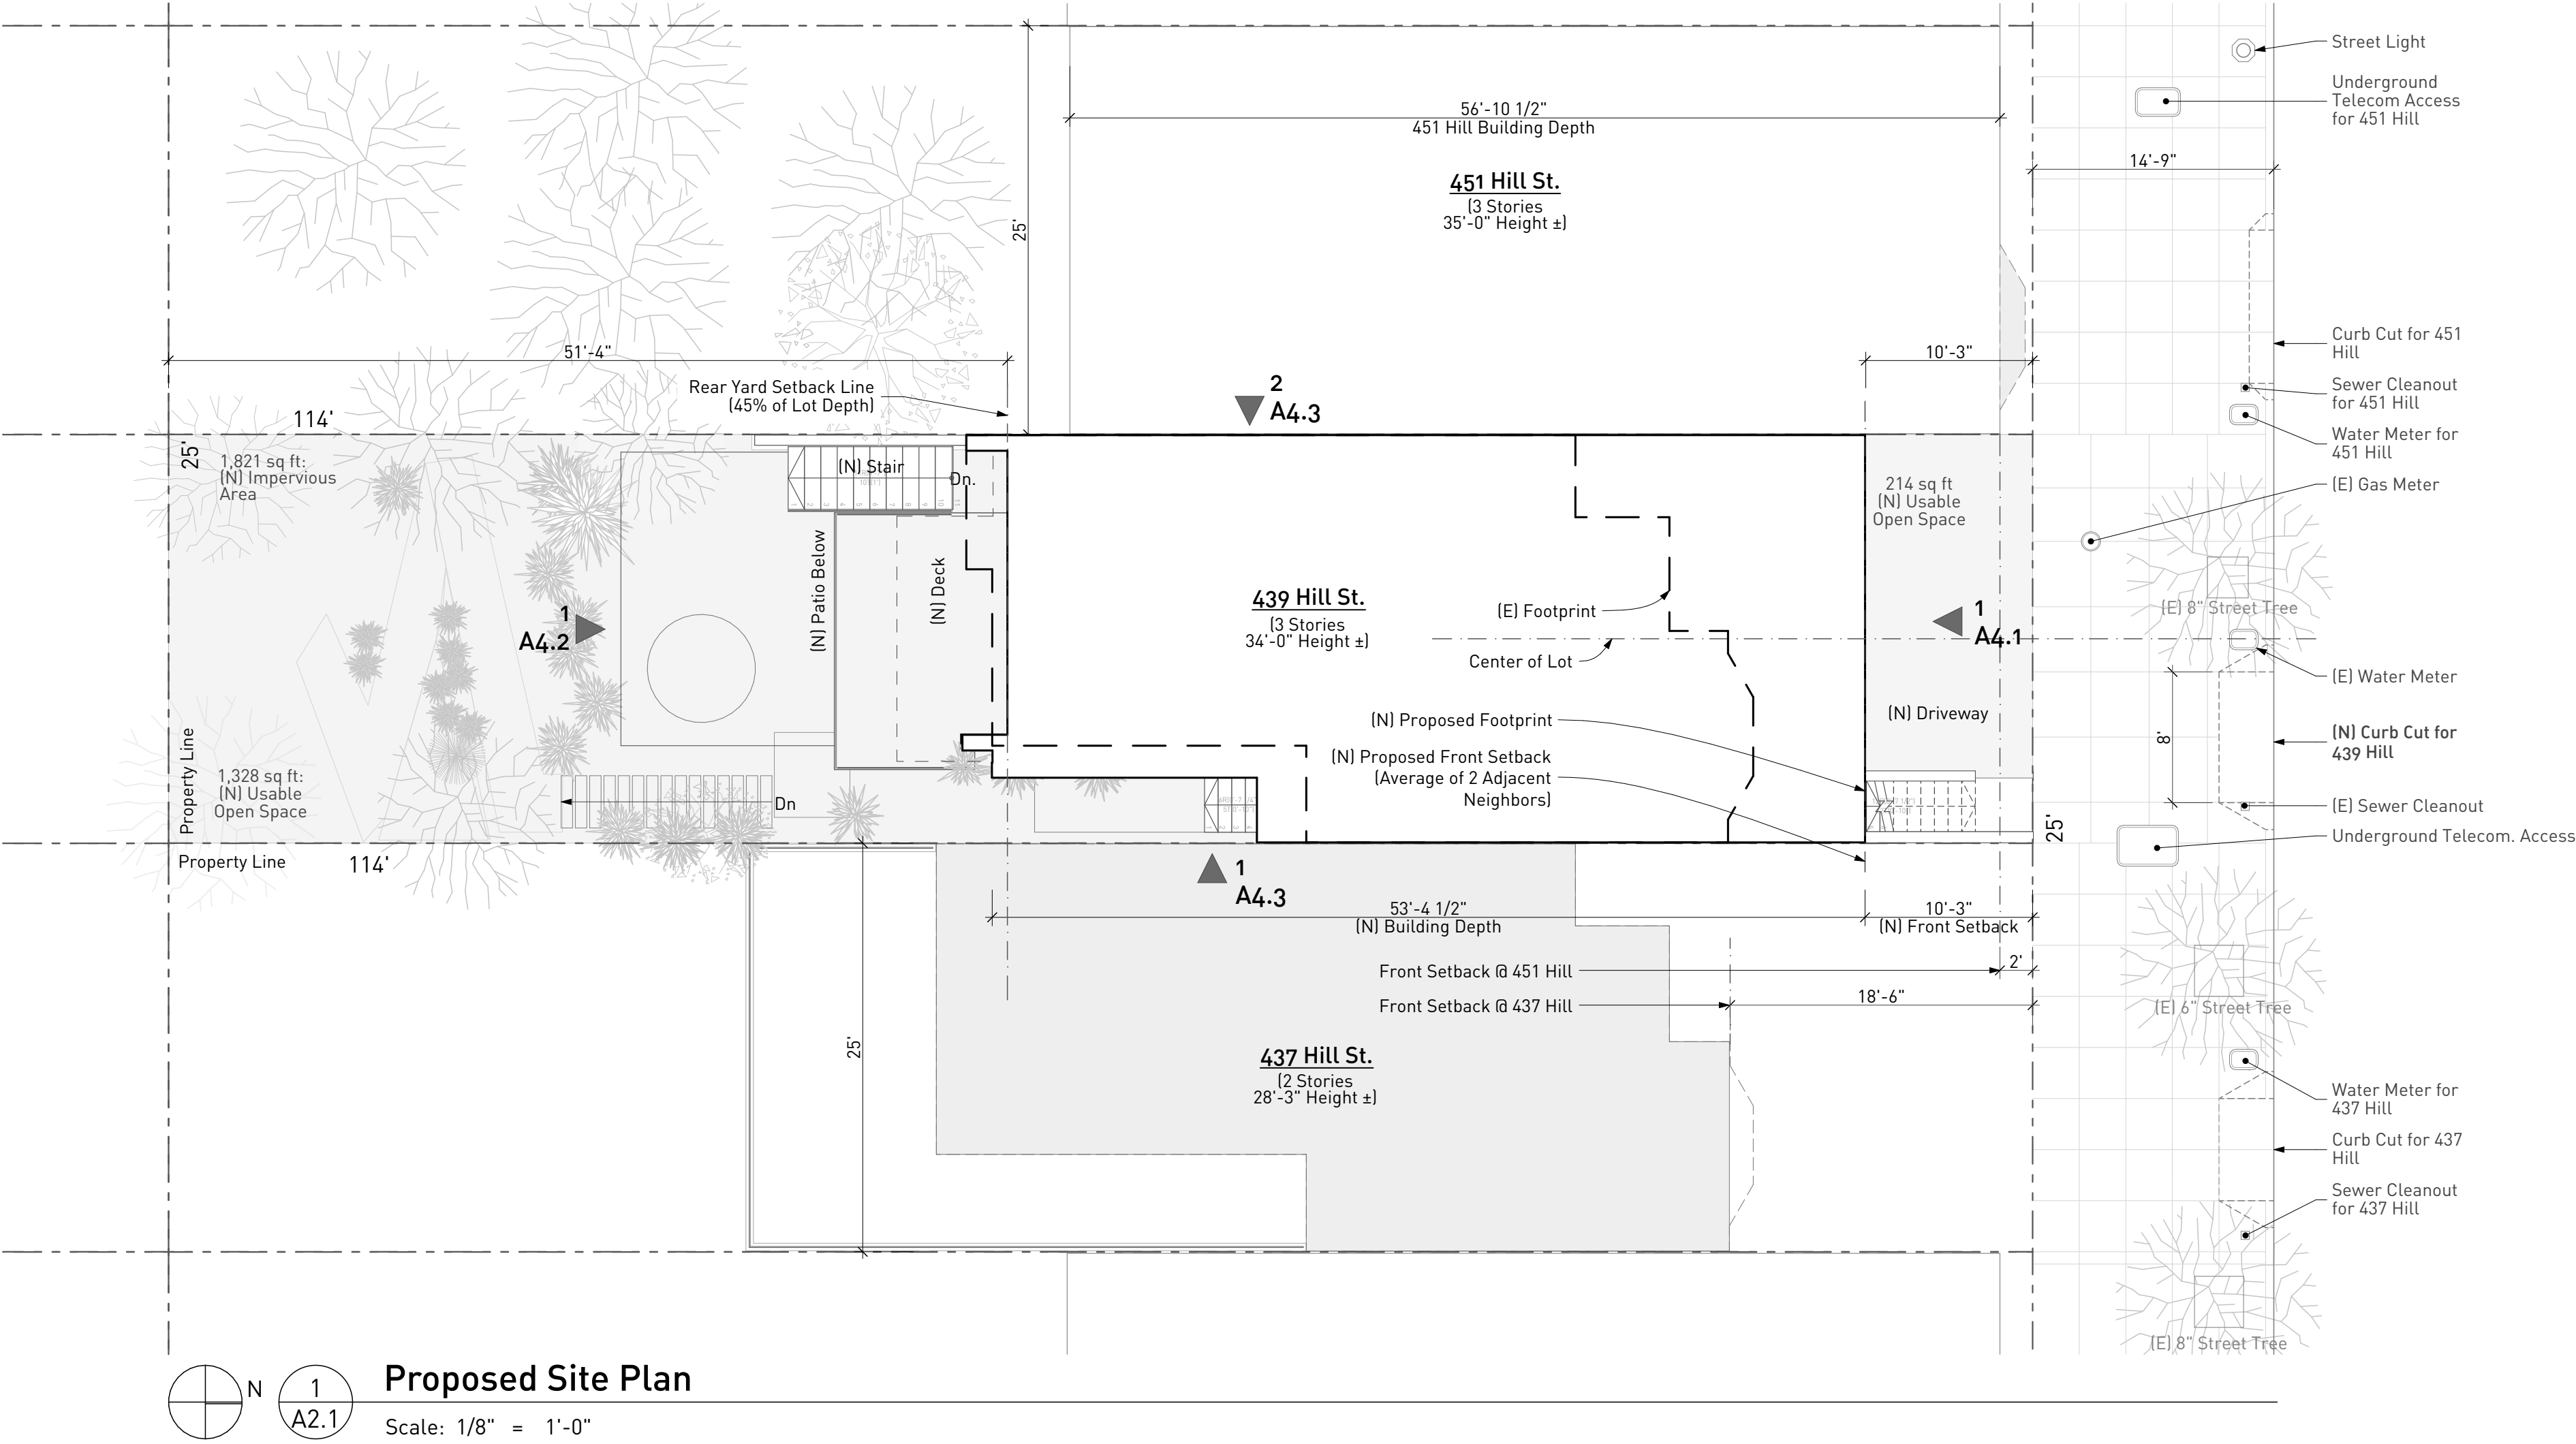 Street Light
Underground
Telecom Access
for 451 Hill
56'-10 1/2"
451 Hill Building Depth
14'-9"
451 Hill St.
(3 Stories
35'-0" Height ±)
25'
Curb Cut for 451
Hill
51'-4"
10'-3"
Rear Yard Setback Line
(45% of Lot Depth)
2
A4.3
Sewer Cleanout
for 451 Hill
Water Meter for
451 Hill
114'
25'
1,821 sq ft:
(N) Impervious
Area
(N) Stair
Dn.
214 sq ft
(N) Usable
Open Space
(E) Gas Meter
(N) Patio Below
(N) Deck
439 Hill St.
(3 Stories
34'-0" Height ±)
(E) Footprint
Center of Lot
1
A4.2
1
A4.1
(E) 8" Street Tree
(E) Water Meter
(N) Driveway
(N) Proposed Footprint
(N) Proposed Front Setback
(Average of 2 Adjacent
Neighbors)
8'
(N) Curb Cut for
439 Hill
Property Line
1,328 sq ft:
(N) Usable
Open Space
Dn
(E) Sewer Cleanout
25'
Underground Telecom. Access
Property Line
114'
1
A4.3
53'-4 1/2"
(N) Building Depth
10'-3"
(N) Front Setback
Front Setback @ 451 Hill
2'
Front Setback @ 437 Hill
18'-6"
(E) 6" Street Tree
25'
437 Hill St.
(2 Stories
28'-3" Height ±)
Water Meter for
437 Hill
Curb Cut for 437
Hill
Sewer Cleanout
for 437 Hill
(E) 8" Street Tree
N
1
A2.1
Proposed Site Plan
Scale: 1/8" = 1'-0"